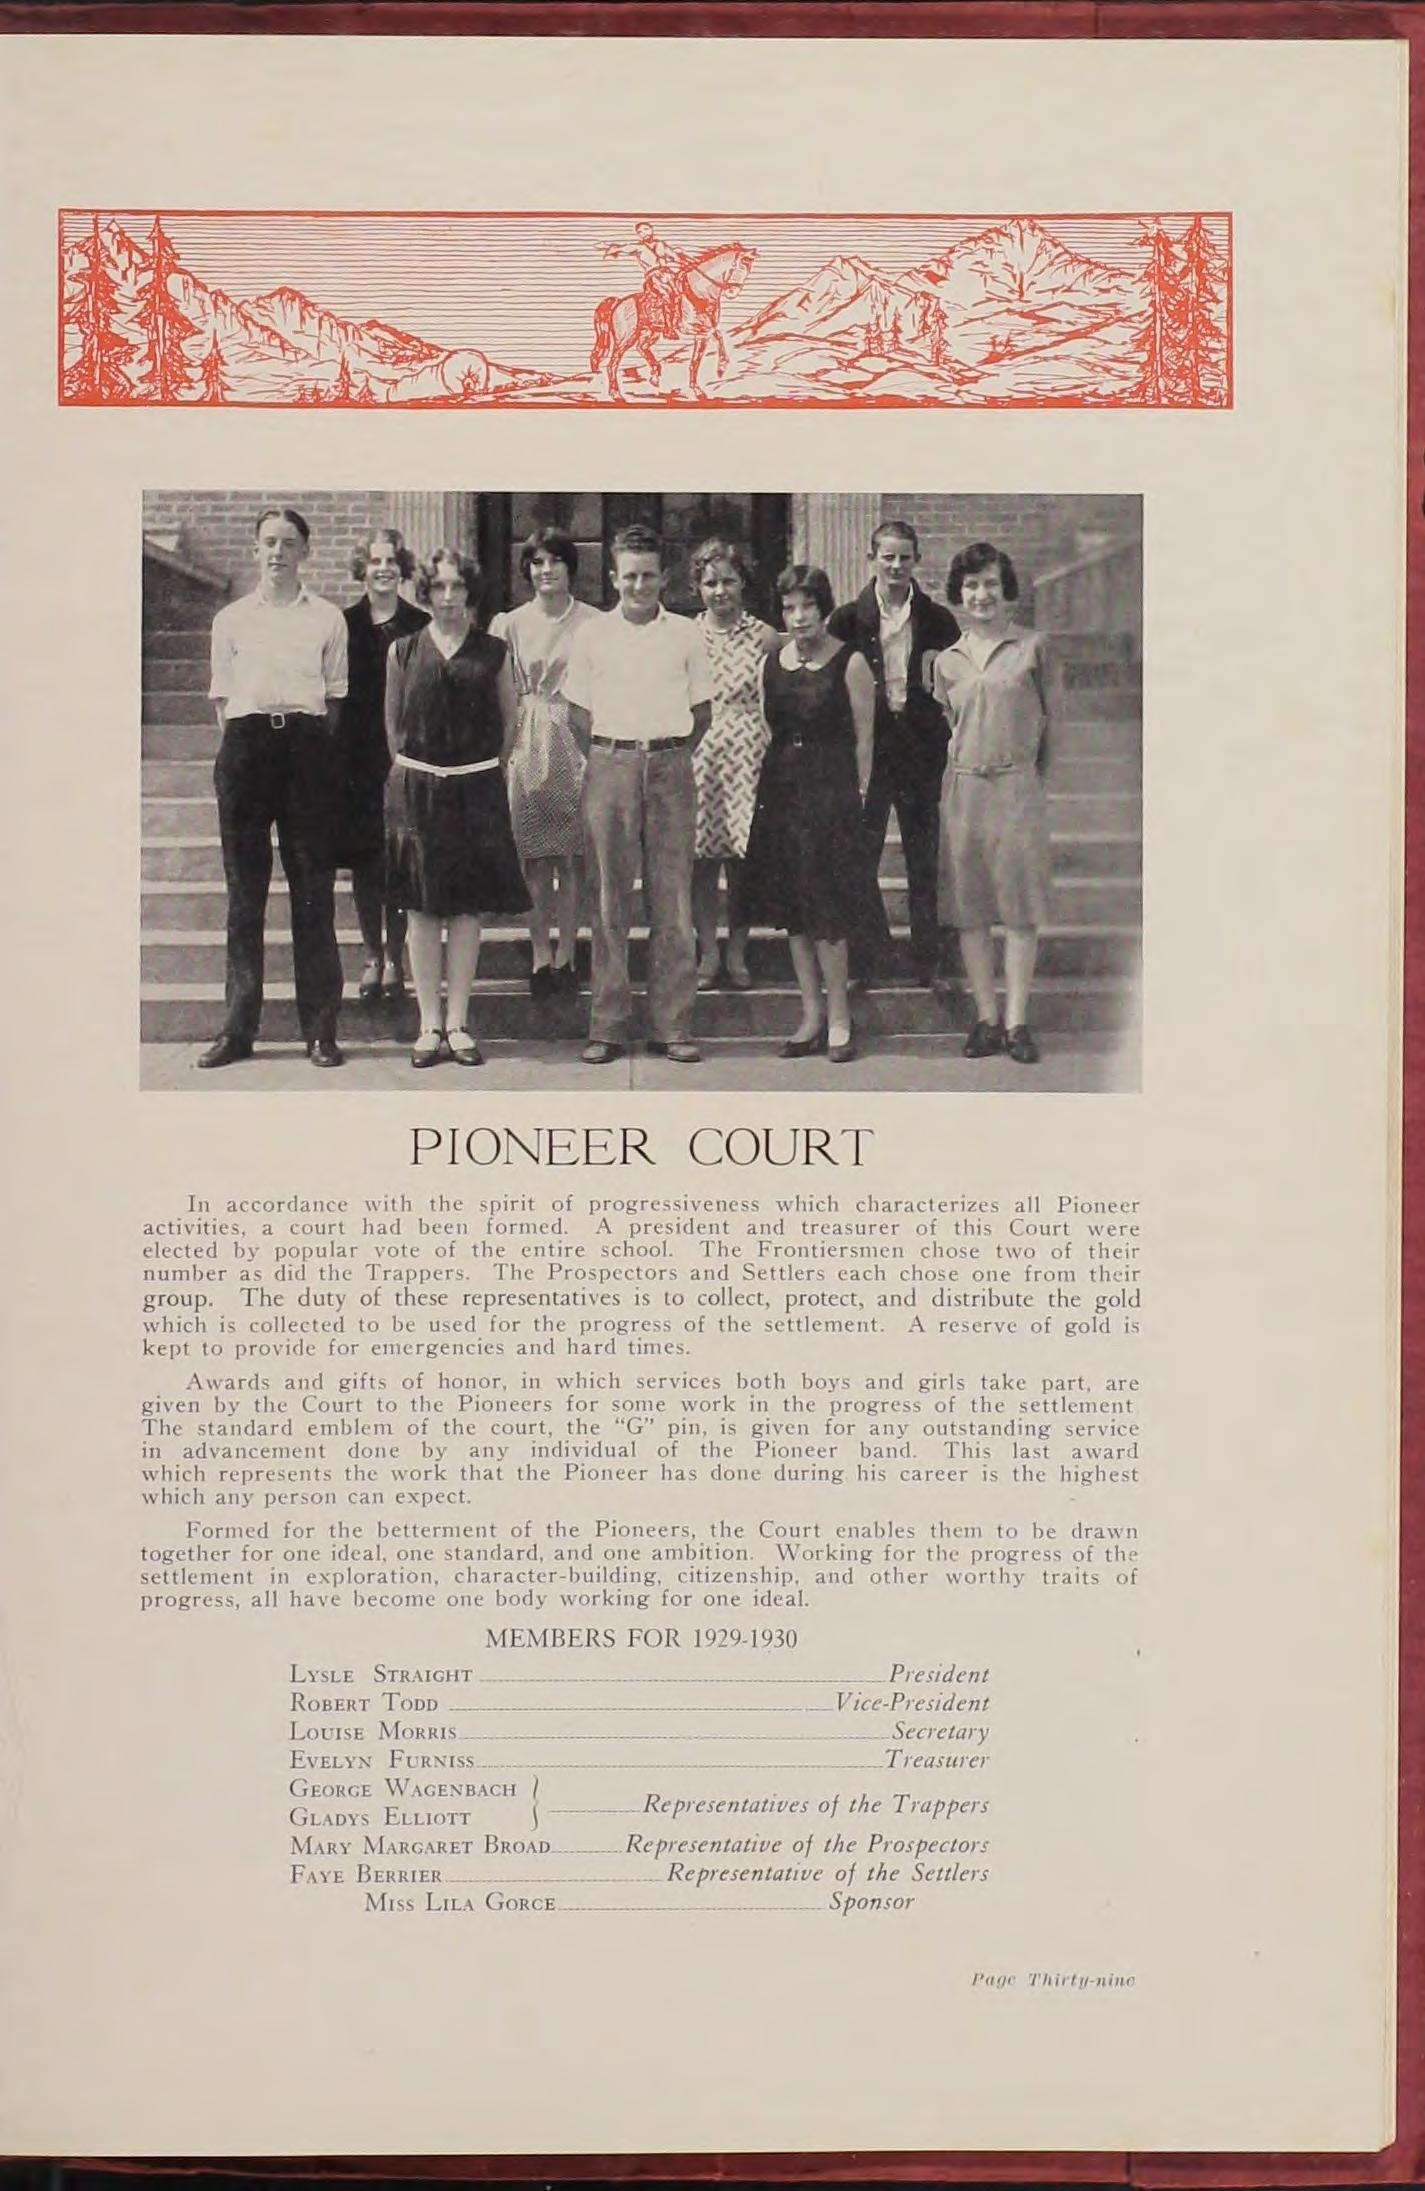 PIONEER COURT
In accordance with the spirit of progressiveness which characterizes all Pioneer
activities, a court had been formed. A president and treasurer of this Court were
elected by popular vote of the entire school. The Frontiersmen chose two of their
number as did the Trappers. The Prospectors and Settlers each chose one from their
group. The duty of these representatives is to collect, protect, and distribute the gold
which is collected to be used for the progress of the settlement. A reserve of gold is
kept to provide for emergencies and hard times.
Awards and gifts of honor, in which services both boys and girls take part, are
given by the Court to the Pioneers for some work in the progress of the settlement
The standard emblem of the court, the "G" pin, is given for any outstanding service
in advancement done by any individual of the Pioneer band. This last award
which represents the work that the Pioneer has done during his career is the highest
which any person can expect.
Formed for the betterment of the Pioneers, the Court enables them to be drawn
together for one ideal, one standard, and one ambition. Working for the progress of the
settlement in exploration, character-building, citizenship, and other worthy traits of
progress, all have become one body working for one ideal.
MEMBERS FOR 1929-1930
LYSLE STRAIGHT President
ROBERT TODD Vice-President
LOUISE MORRIS Secretary
EVELYN FURNISS Treasurer
GEORGE WAGENBACH }
GLADYS ELLIOTT } Representatives of the Trappers
MARY MARGARET BROAD Representative of the Prospectors
FAYE BERRIER Representative of the Settlers
MISS LILA GORCE Sponsor
Page Thirty-nine